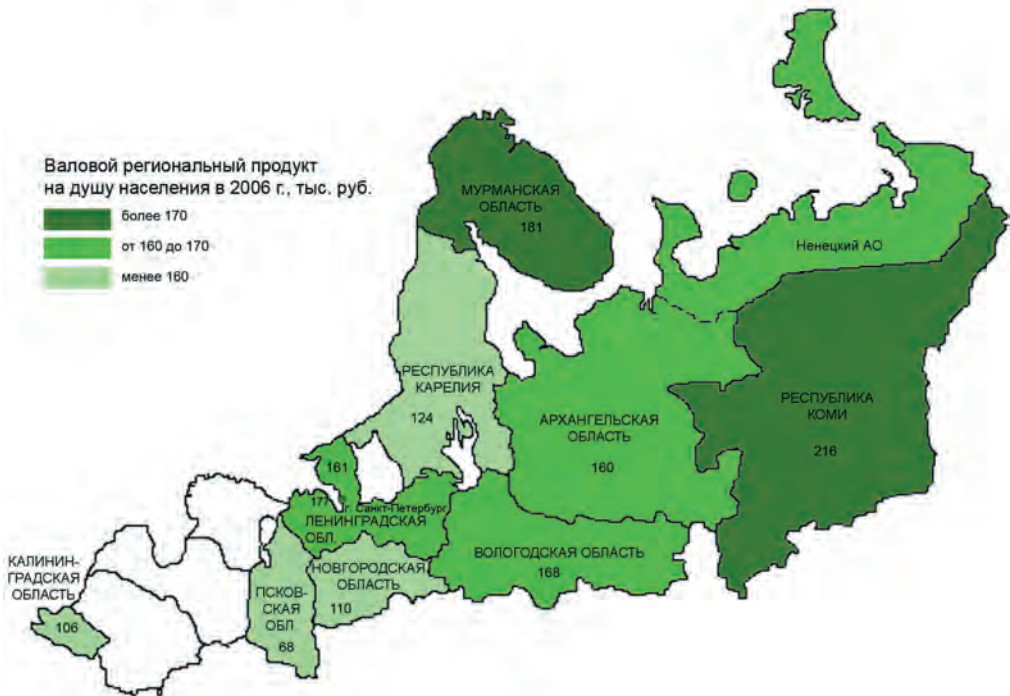 Валовой региональный продукт
на душу населения в 2006 г., тыс. руб.
более 170
от 160 до 170
менее 160
МУРМАНСКАЯ
ОБЛАСТЬ
181
Ненецкий АО
РЕСПУБЛИКА
КАРЕЛИЯ
124
АРХАНГЕЛЬСКАЯ
ОБЛАСТЬ
160
РЕСПУБЛИКА
КОМИ
216
161
177
г. Санкт-Петербург
ЛЕНИНГРАДСКАЯ
ОБЛ.
ВОЛОГОДСКАЯ ОБЛАСТЬ
168
НОВГОРОДСКАЯ
ОБЛАСТЬ
110
ПСКОВ-
СКАЯ
ОБЛ
68
КАЛИНИН-
ГРАДСКАЯ
ОБЛАСТЬ
106